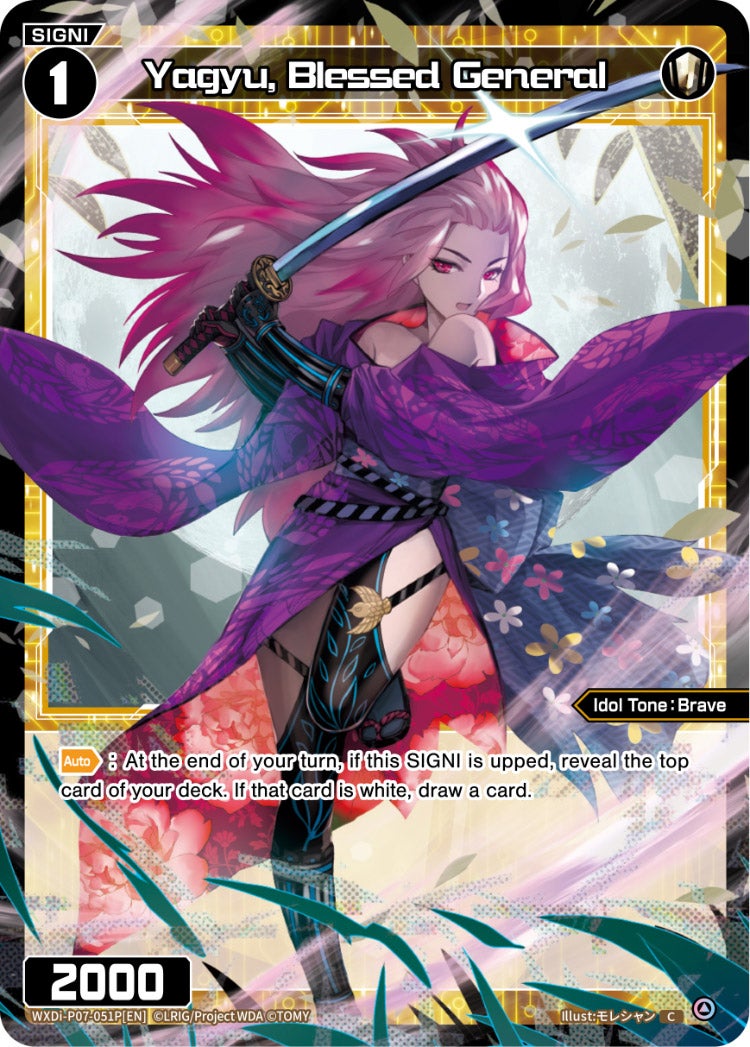 SIGNI
1
Yagyu, Blessed General
Idol Tone:Brave
Auto : At the end of your turn, if this SIGNI is upped, reveal the top
card of your deck. If that card is white, draw a card.
2000
WXDi-P07-051P[EN] ©LRIG/Project WDA ©TOMY
Illust:モレシャン C